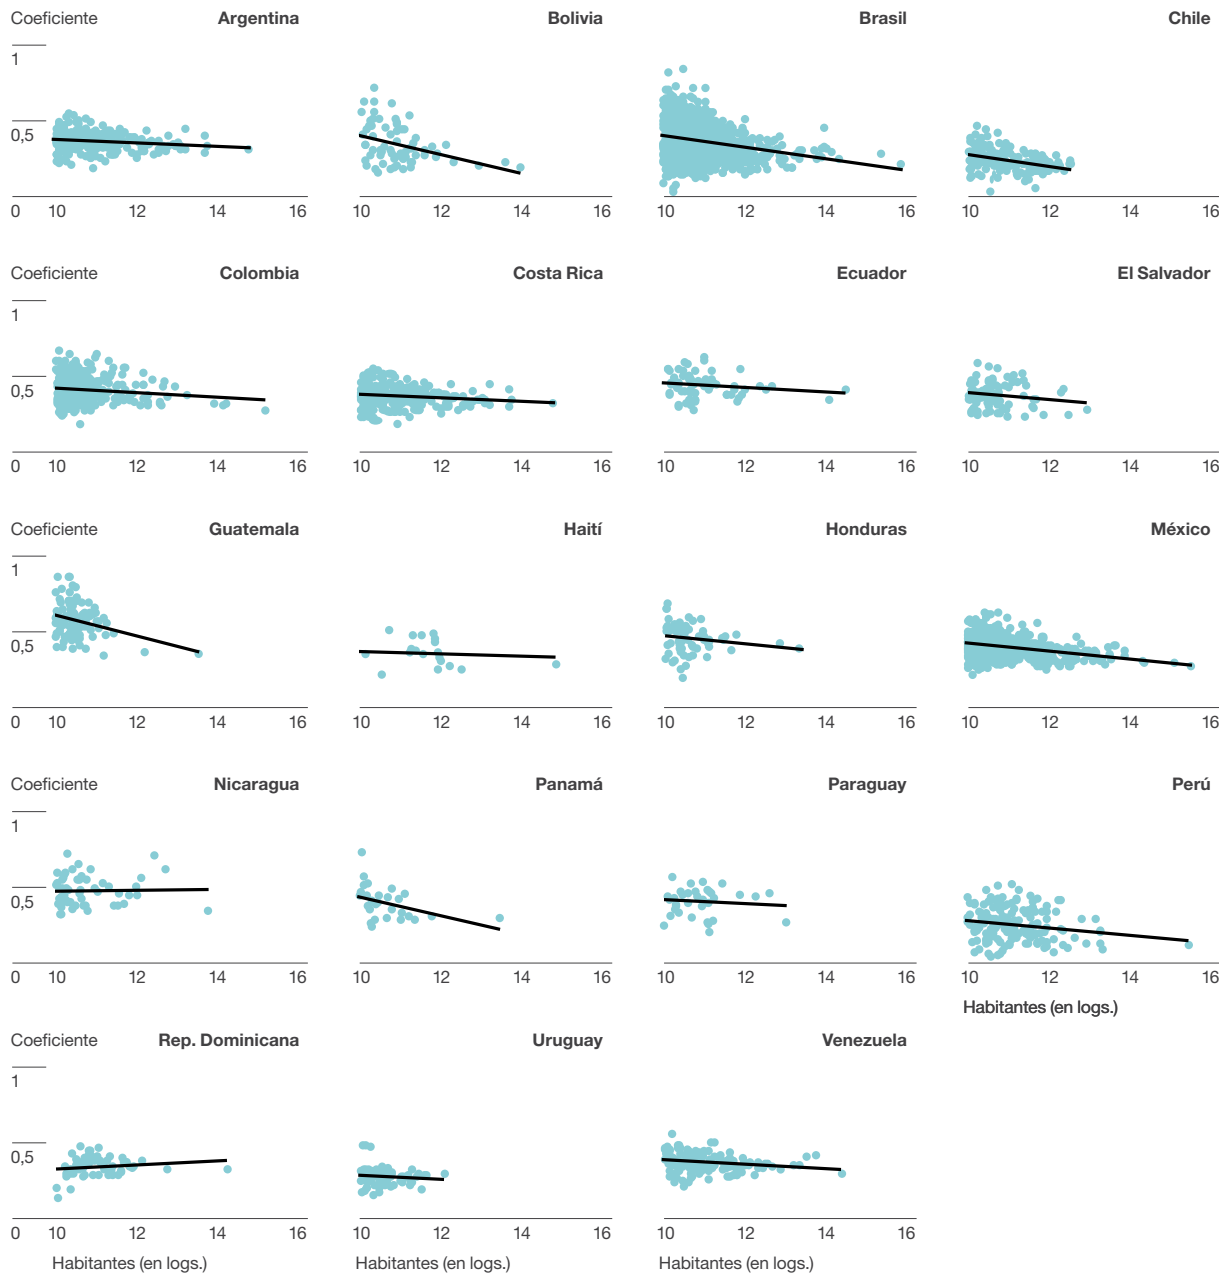 Coeficiente Argentina Bolivia Brasil Chile
1
0,5
0 10 12 16 10 12 14 16 10 12 14 16 10 12 14 16
Coeficiente Colombia Costa Rica Ecuador El Salvador
1
0,5
0 10 12 16 10 12 14 16 10 12 14 16 10 12 14 16
Coeficiente Guatemala Haití Honduras México
1
0,5
0 10 12 16 10 12 14 16 10 12 14 16 10 12 14 16
Coeficiente Nicaragua Panamá Paraguay Perú
1
0,5
0 10 12 16 10 12 14 16 10 12 14 16 10 12 14 16
Habitantes (en logs.)
Coeficiente Rep. Dominicana Uruguay Venezuela
1
0,5
0 10 12 16 10 12 14 16 10 12 14 16
Habitantes (en logs.) Habitantes (en logs.) Habitantes (en logs.)